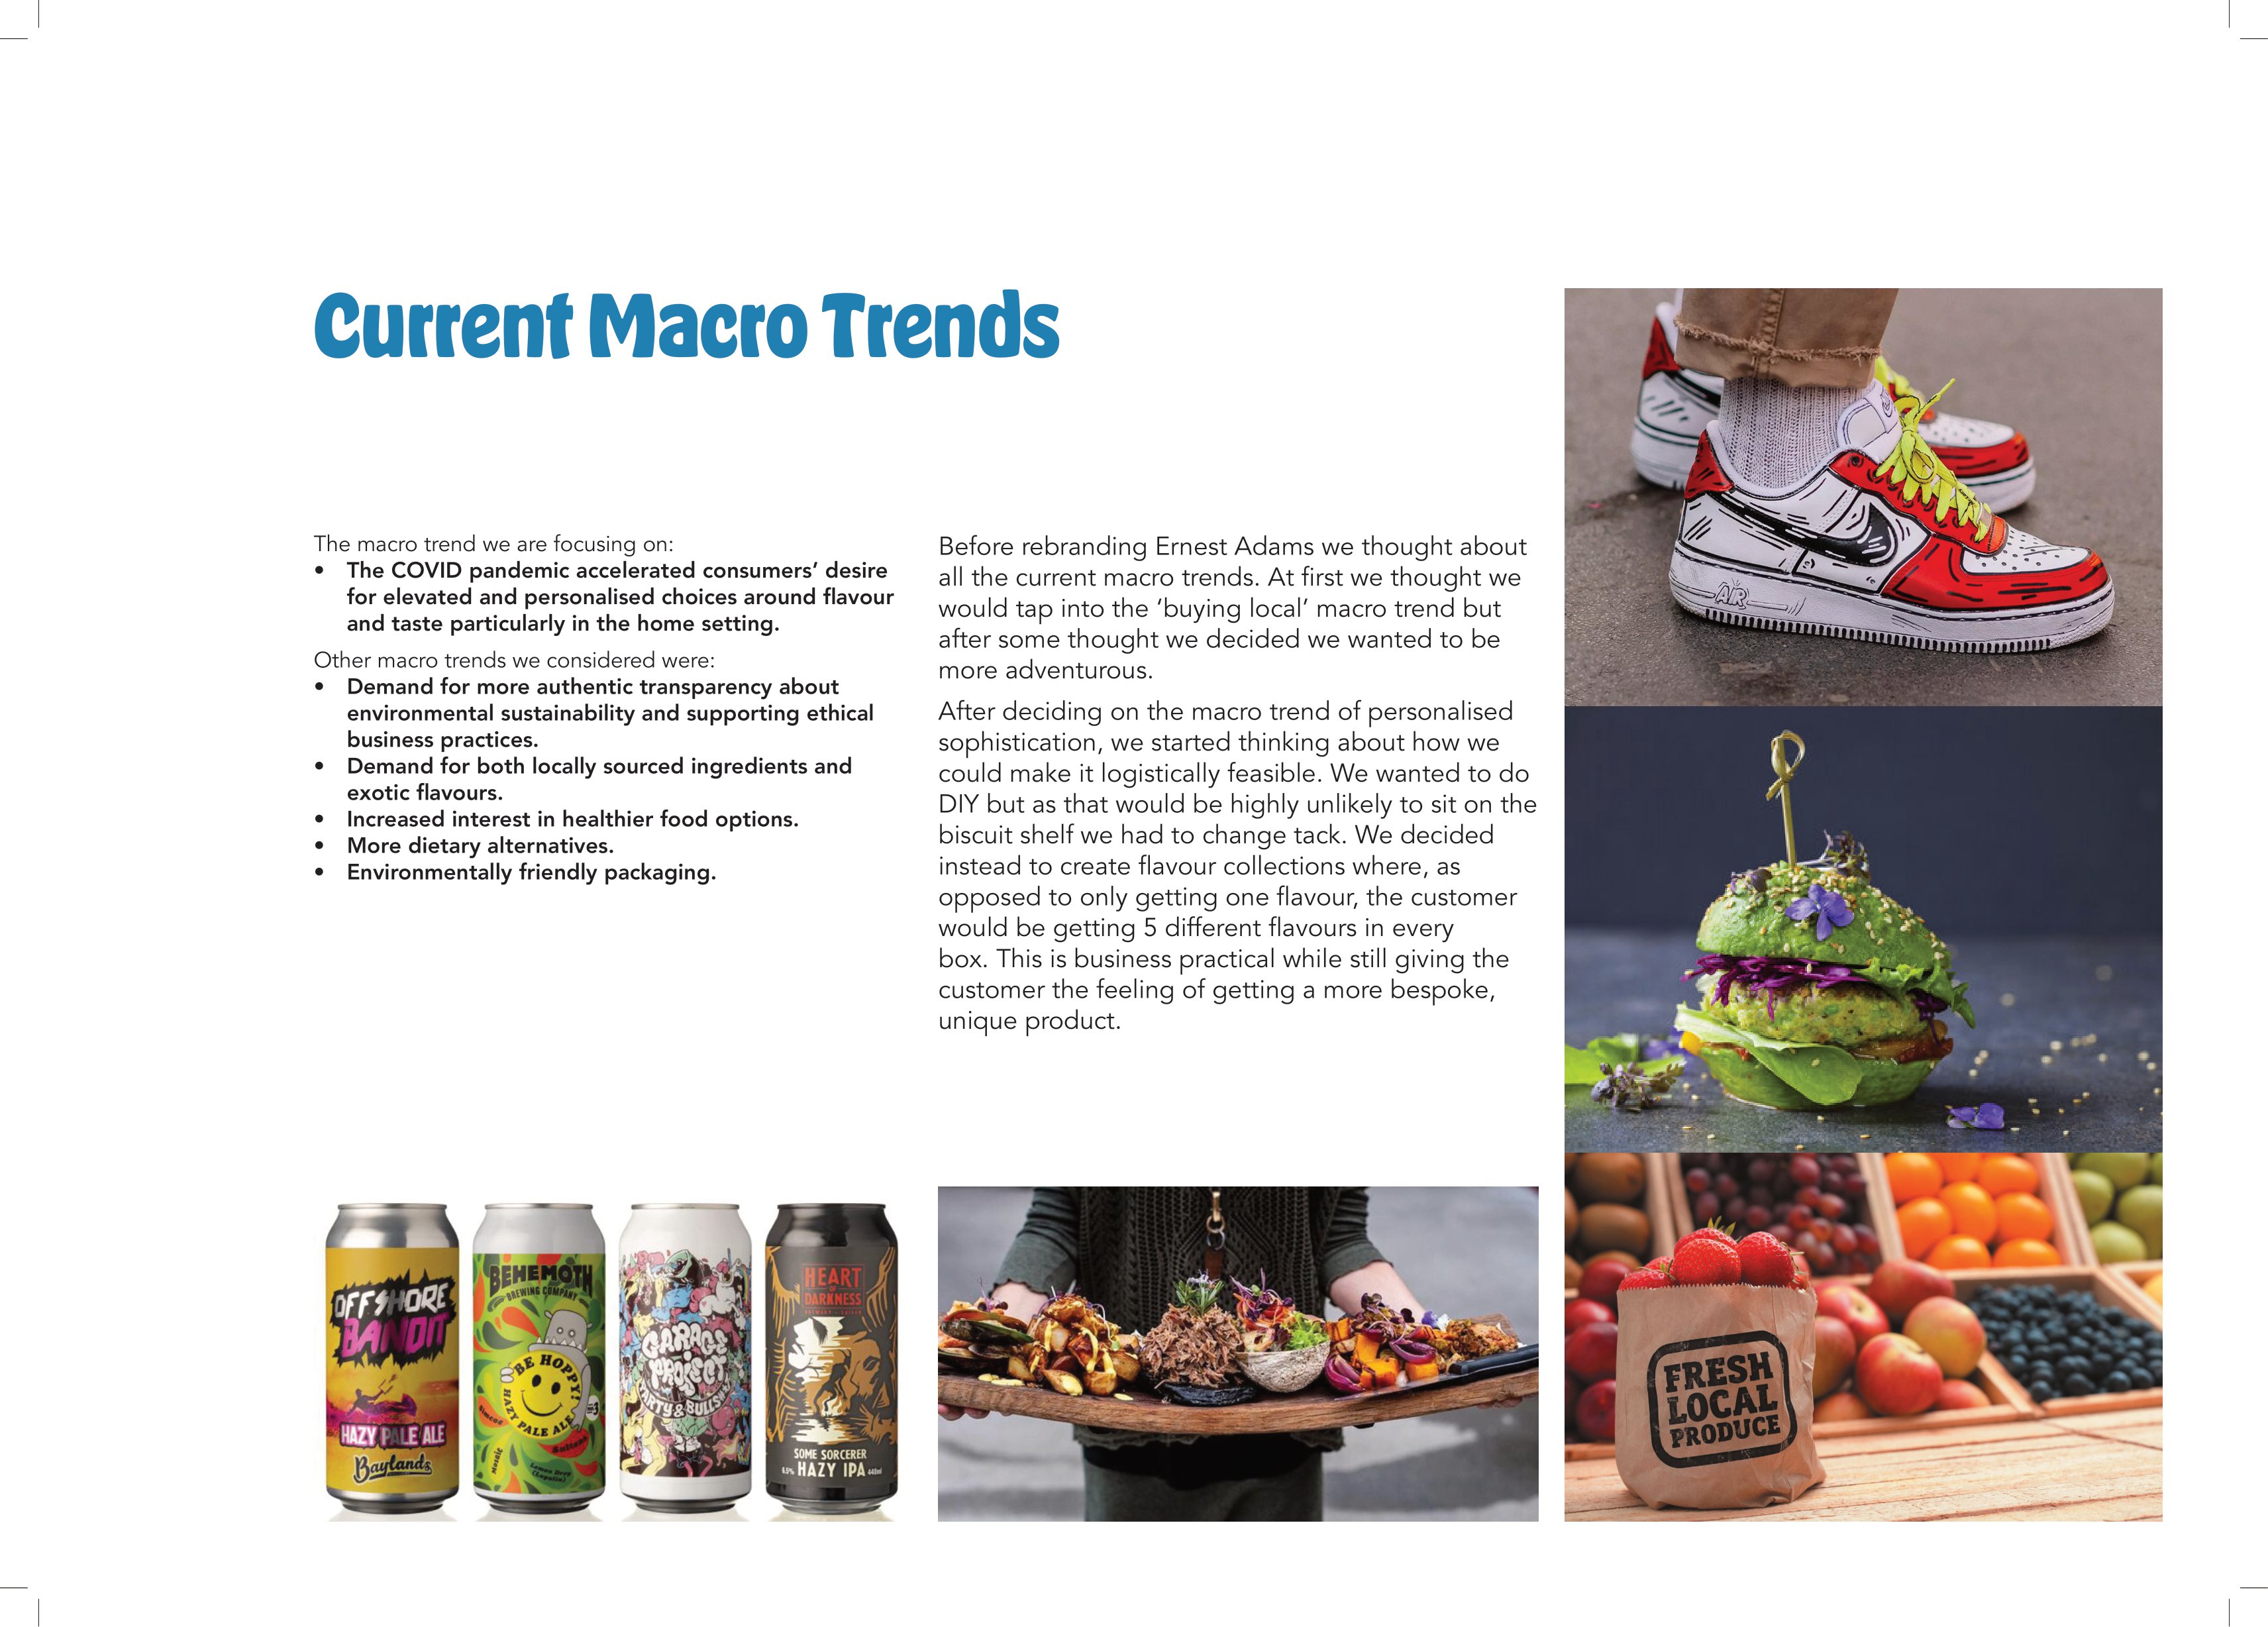 Current Macro Trends
The macro trend we are focusing on:
• The COVID pandemic accelerated consumers’ desire
for elevated and personalised choices around flavour
and taste particularly in the home setting.
Other macro trends we considered were:
• Demand for more authentic transparency about
environmental sustainability and supporting ethical
business practices.
• Demand for both locally sourced ingredients and
exotic flavours.
• Increased interest in healthier food options.
• More dietary alternatives.
• Environmentally friendly packaging.
Before rebranding Ernest Adams we thought about
all the current macro trends. At first we thought we
would tap into the ‘buying local’ macro trend but
after some thought we decided we wanted to be
more adventurous.
After deciding on the macro trend of personalised
sophistication, we started thinking about how we
could make it logistically feasible. We wanted to do
DIY but as that would be highly unlikely to sit on the
biscuit shelf we had to change tack. We decided
instead to create flavour collections where, as
opposed to only getting one flavour, the customer
would be getting 5 different flavours in every
box. This is business practical while still giving the
customer the feeling of getting a more bespoke,
unique product.
AIR
OFFSHORE
BANDIT
HAZY PALE ALE
Baylands
BEHEMOTH
BREWING COMPANY
BE HOPPY!
HAZY PALE ALE
Simcoe
Mosaic
Sultana
Lemon Drop
GARAGE
PROJECT
HEART
OF
DARKNESS
SOME SORCERER
6.5% HAZY IPA 440ml
FRESH
LOCAL
PRODUCE